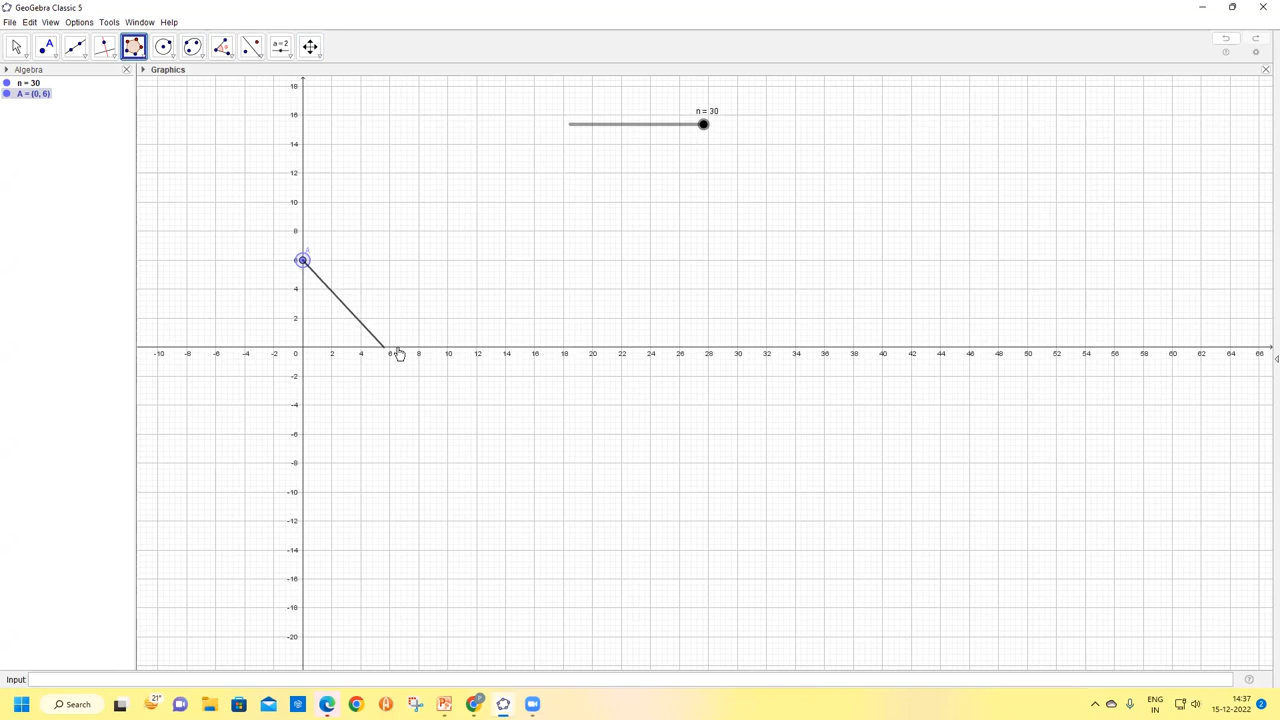 GeoGebra Classic 5
File Edit View Options Tools Window Help
A a=2
Algebra
Graphics
n = 30
A = (0, 6)
n = 30
A
18
16
14
12
10
8
4
2
-10 -8 -6 -4 -2 0 2 4 6 8 10 12 14 16 18 20 22 24 26 28 30 32 34 36 38 40 42 44 46 48 50 52 54 56 58 60 62 64 66
-2
-4
-6
-8
-10
-12
-14
-16
-18
-20
Input:
Search
21°
ENG
IN
14:37
15-12-2022
2